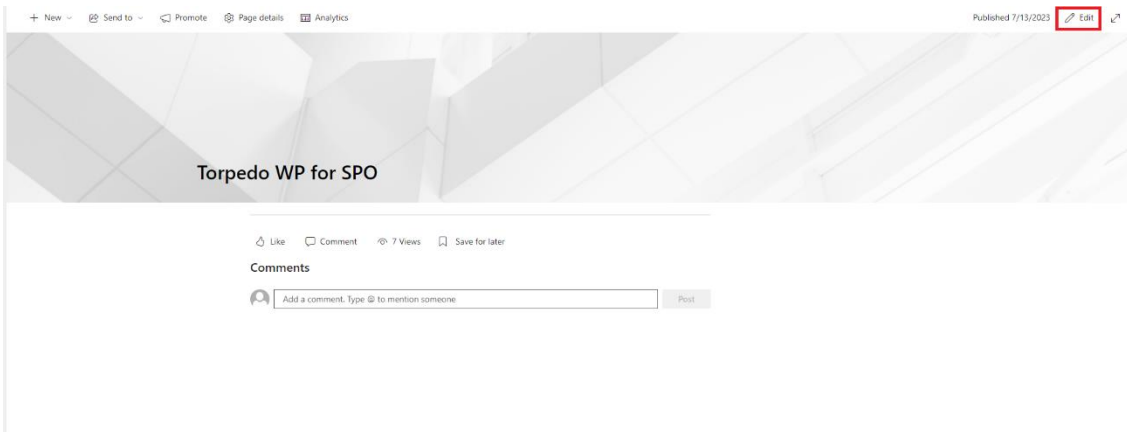 New Send to Promote Page details Analytics Published 7/13/2023 Edit
Torpedo WP for SPO
Like Comment 7 Views Save for later
Comments
Add a comment. Type @ to mention someone Post